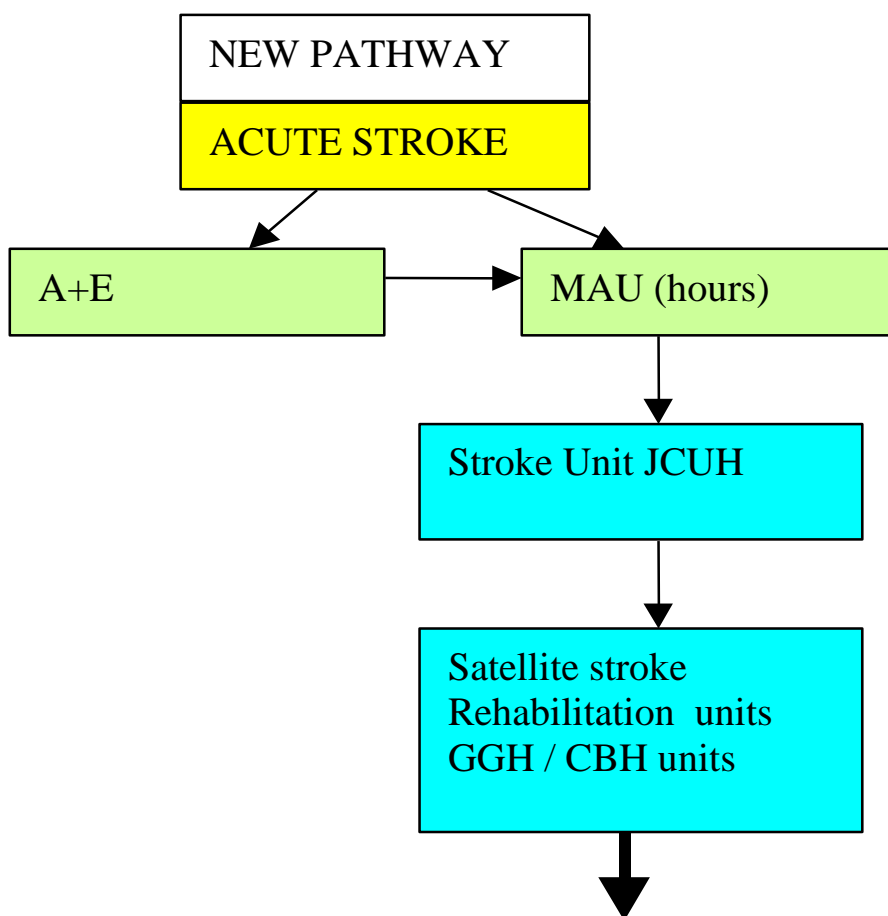 NEW PATHWAY
ACUTE STROKE
A+E
MAU (hours)
Stroke Unit JCUH
Satellite stroke
Rehabilitation  units
GGH / CBH units